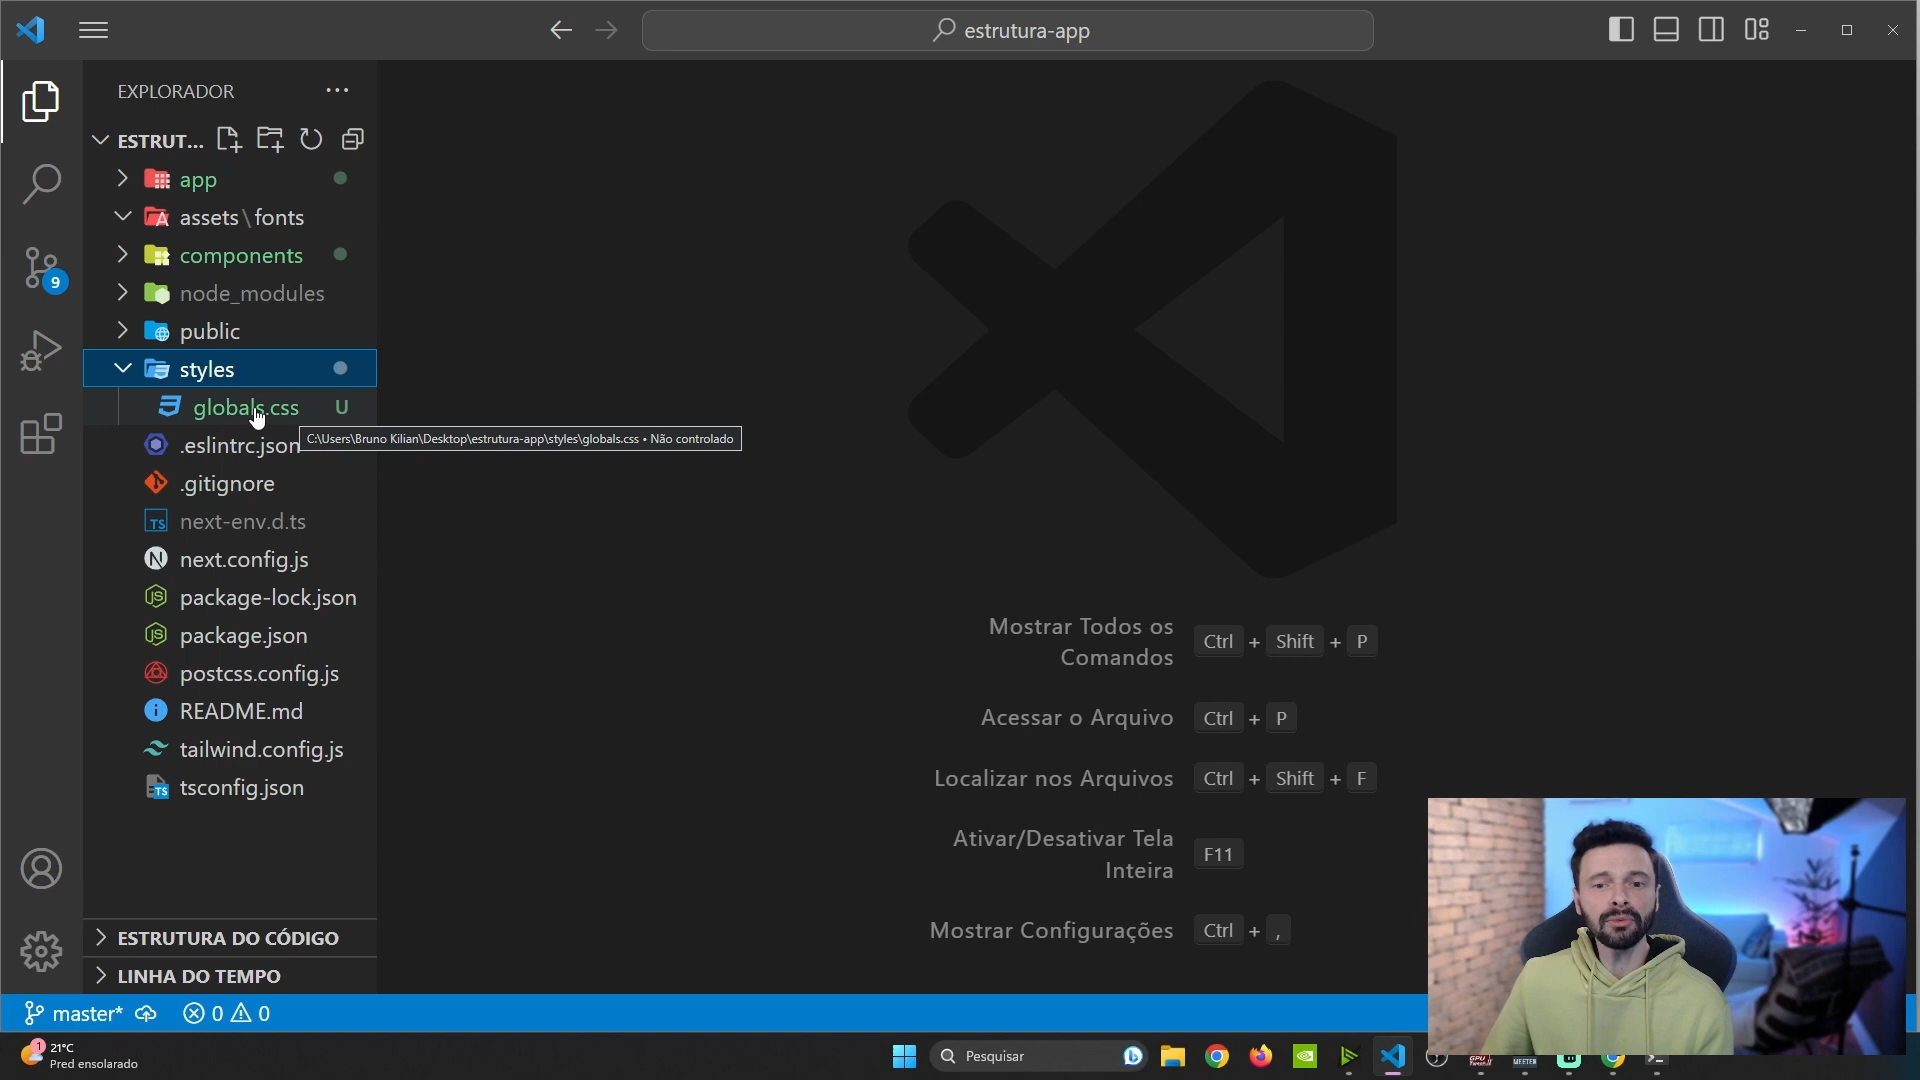 estrutura-app
EXPLORADOR
ESTRUT...
app
assets\fonts
components
node_modules
public
styles
globals.css U
C:\Users\Bruno Kilian\Desktop\estrutura-app\styles\globals.css • Não controlado
.eslintrc.json
.gitignore
next-env.d.ts
next.config.js
package-lock.json
package.json
postcss.config.js
README.md
tailwind.config.js
tsconfig.json
9
Mostrar Todos os
Comandos
Ctrl + Shift + P
Acessar o Arquivo Ctrl + P
Localizar nos Arquivos Ctrl + Shift + F
Ativar/Desativar Tela
Inteira
F11
Mostrar Configurações Ctrl + ,
ESTRUTURA DO CÓDIGO
LINHA DO TEMPO
master* 0 0
1
21°C
Pred ensolarado
Pesquisar